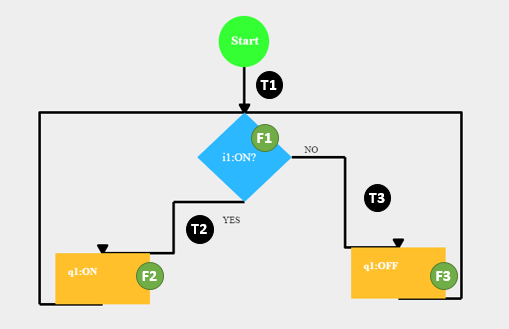 Start
T1
F1
i1:ON?
NO
T3
YES
T2
q1:ON
F2
q1:OFF
F3